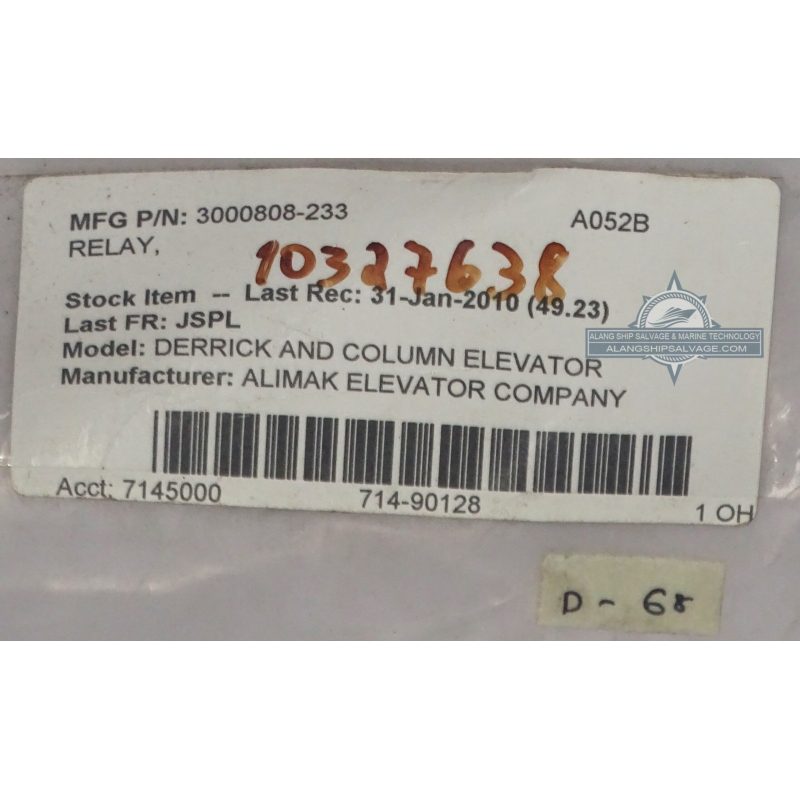 MFG P/N: 3000808-233 A052B
RELAY,
10327638
Stock Item -- Last Rec: 31-Jan-2010 (49.23)
Last FR: JSPL
Model: DERRICK AND COLUMN ELEVATOR
Manufacturer: ALIMAK ELEVATOR COMPANY
Acct: 7145000 714-90128 1 OH
D - 68
ALANG SHIP SALVAGE & MARINE TECHNOLOGY
ALANGSHIPSALVAGE.COM